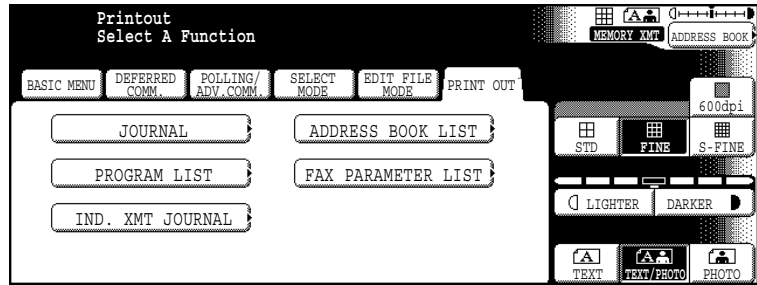 Printout
Select A Function
MEMORY XMT
ADDRESS BOOK
BASIC MENU
DEFERRED
COMM.
POLLING/
ADV.COMM.
SELECT
MODE
EDIT FILE
MODE
PRINT OUT
600dpi
JOURNAL
ADDRESS BOOK LIST
STD
FINE
S-FINE
PROGRAM LIST
FAX PARAMETER LIST
LIGHTER
DARKER
IND. XMT JOURNAL
A
A
A
TEXT
TEXT/PHOTO
PHOTO